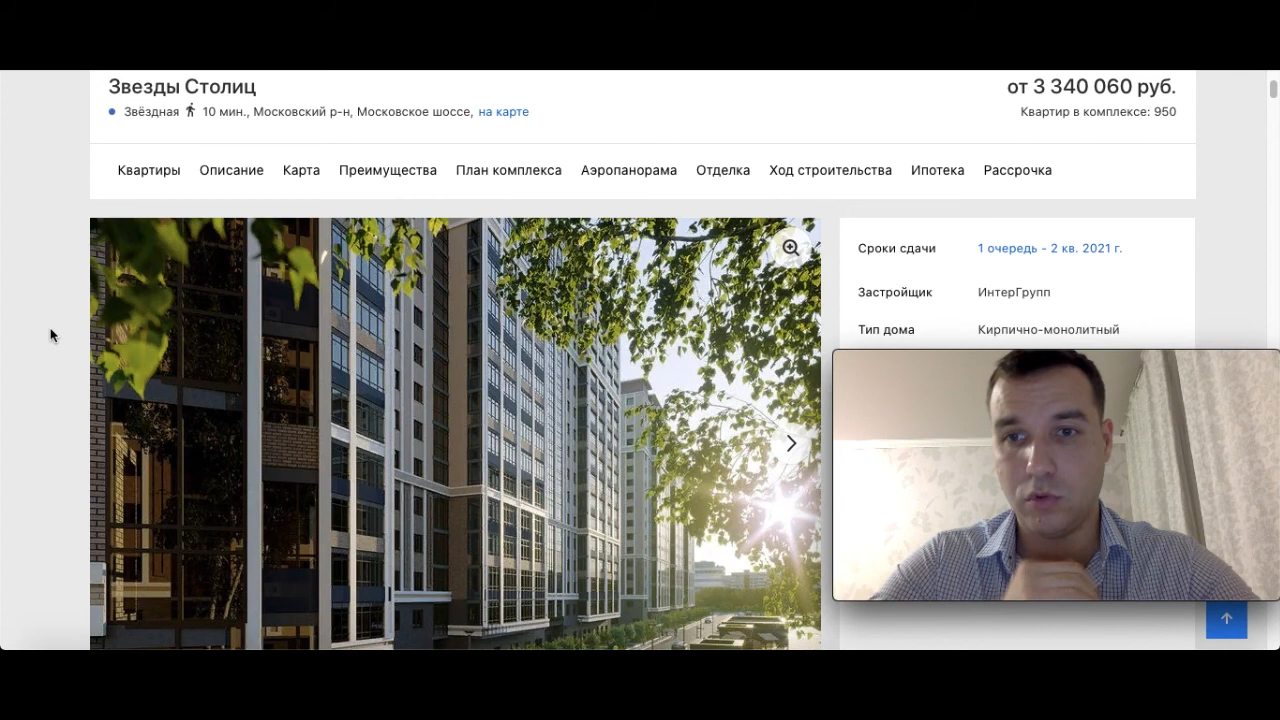 Звезды Столиц
от 3 340 060 руб.
Звёздная 10 мин., Московский р-н, Московское шоссе, на карте
Квартир в комплексе: 950
Квартиры Описание Карта Преимущества План комплекса Аэропанорама Отделка Ход строительства Ипотека Рассрочка
Сроки сдачи 1 очередь - 2 кв. 2021 г.
Застройщик ИнтерГрупп
Тип дома Кирпично-монолитный